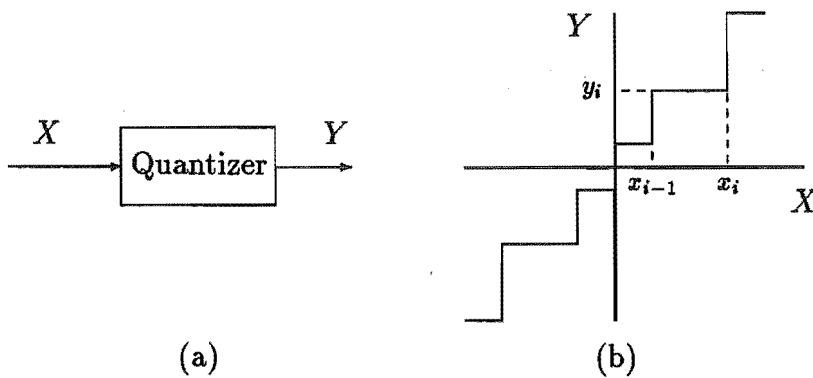 X
Quantizer
Y
(a)
Y
y_i
x_{i-1}
x_i
X
(b)